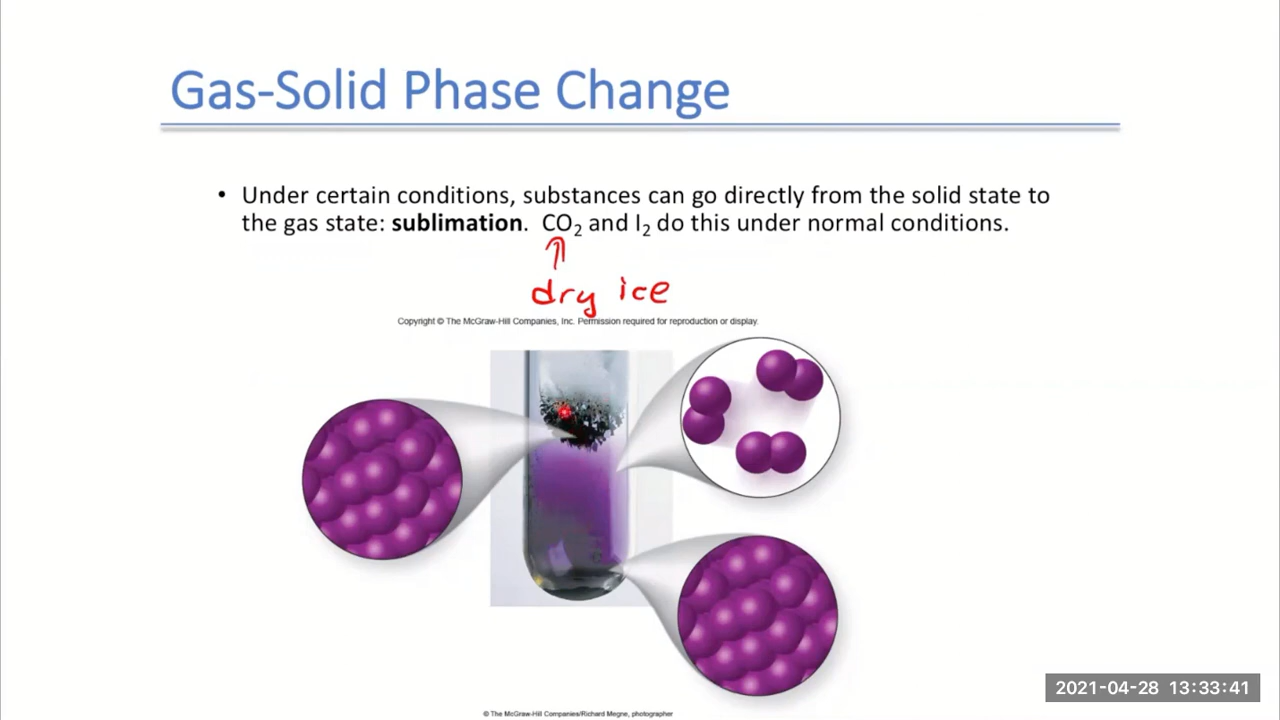 Gas-Solid Phase Change
• Under certain conditions, substances can go directly from the solid state to
the gas state: sublimation. CO₂ and I₂ do this under normal conditions.
dry ice
Copyright © The McGraw-Hill Companies, Inc. Permission required for reproduction or display.
© The McGraw-Hill Companies/Richard Megne, photographer
2021-04-28 13:33:41